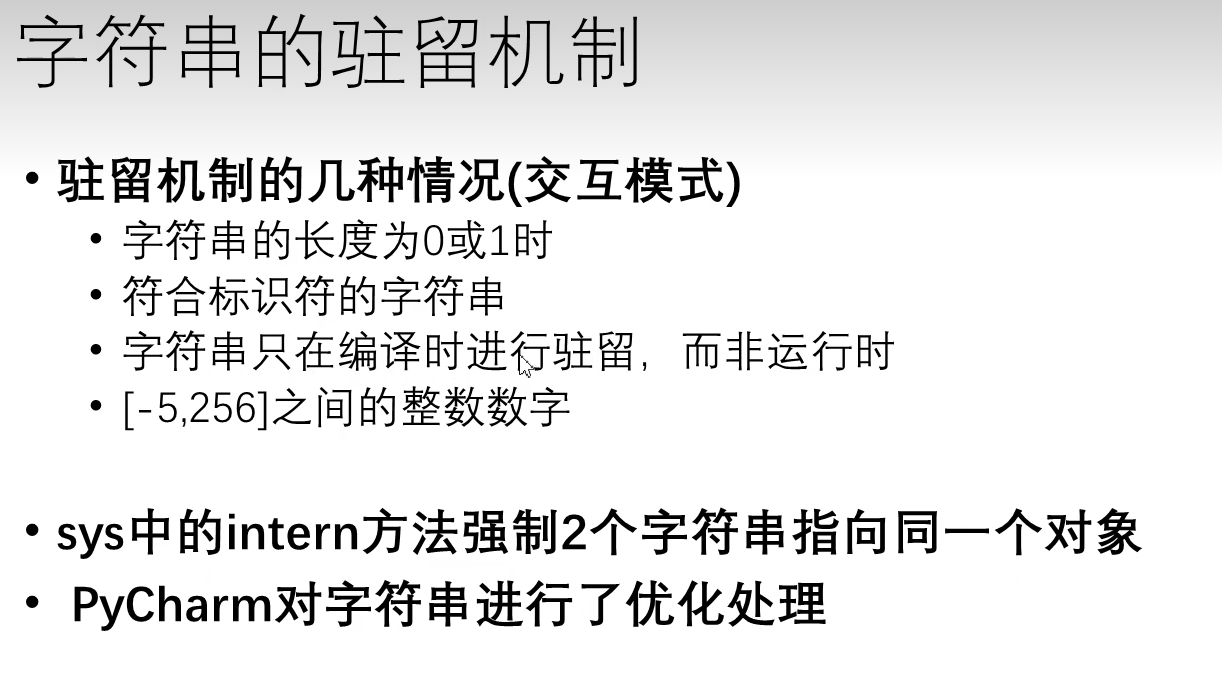 字符串的驻留机制
• 驻留机制的几种情况(交互模式)
• 字符串的长度为0或1时
• 符合标识符的字符串
• 字符串只在编译时进行驻留，而非运行时
• [-5,256]之间的整数数字
• sys中的intern方法强制2个字符串指向同一个对象
• PyCharm对字符串进行了优化处理